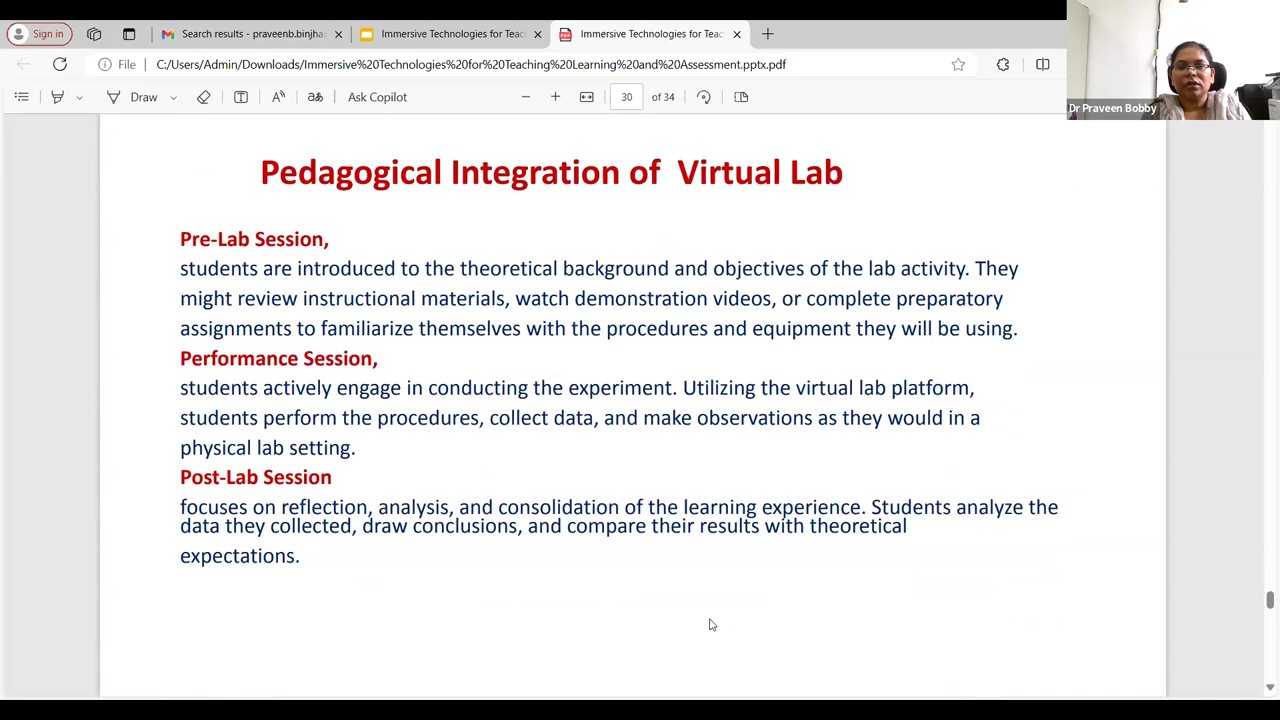 Sign in
Search results - praveenb.binjha
Immersive Technologies for Teac
Immersive Technologies for Teac
File
C:/Users/Admin/Downloads/Immersive%20Technologies%20for%20Teaching%20Learning%20and%20Assessment.pptx.pdf
Draw
Ask Copilot
30
of 34
Dr Praveen Bobby
Pedagogical Integration of Virtual Lab
Pre-Lab Session,
students are introduced to the theoretical background and objectives of the lab activity. They
might review instructional materials, watch demonstration videos, or complete preparatory
assignments to familiarize themselves with the procedures and equipment they will be using.
Performance Session,
students actively engage in conducting the experiment. Utilizing the virtual lab platform,
students perform the procedures, collect data, and make observations as they would in a
physical lab setting.
Post-Lab Session
focuses on reflection, analysis, and consolidation of the learning experience. Students analyze the
data they collected, draw conclusions, and compare their results with theoretical
expectations.